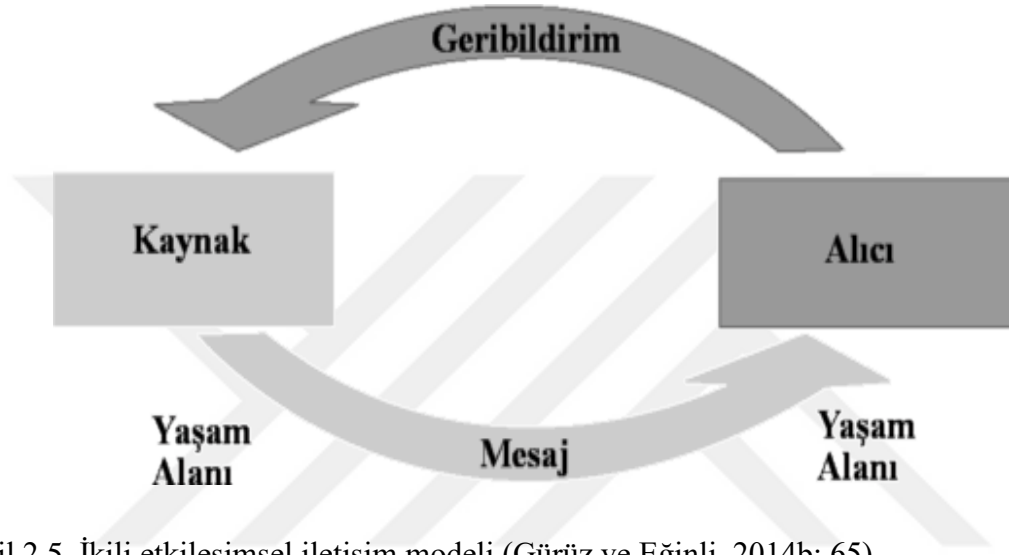 Geribildirim
Kaynak
Alıcı
Yaşam
Alanı
Mesaj
Yaşam
Alanı
il 2.5. İkili etkileşimsel iletişim modeli (Gürüz ve Eğinli, 2014b: 65)